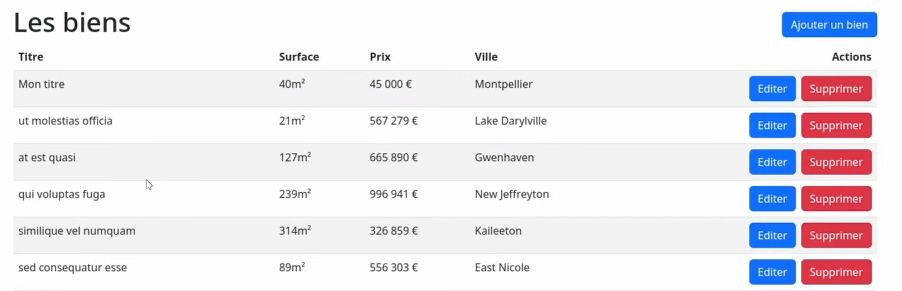 Les biens
Ajouter un bien
Titre Surface Prix Ville Actions
Mon titre 40m² 45 000 € Montpellier Editer Supprimer
ut molestias officia 21m² 567 279 € Lake Darylville Editer Supprimer
at est quasi 127m² 665 890 € Gwenhaven Editer Supprimer
qui voluptas fuga 239m² 996 941 € New Jeffreyton Editer Supprimer
similique vel numquam 314m² 326 859 € Kaileeton Editer Supprimer
sed consequatur esse 89m² 556 303 € East Nicole Editer Supprimer